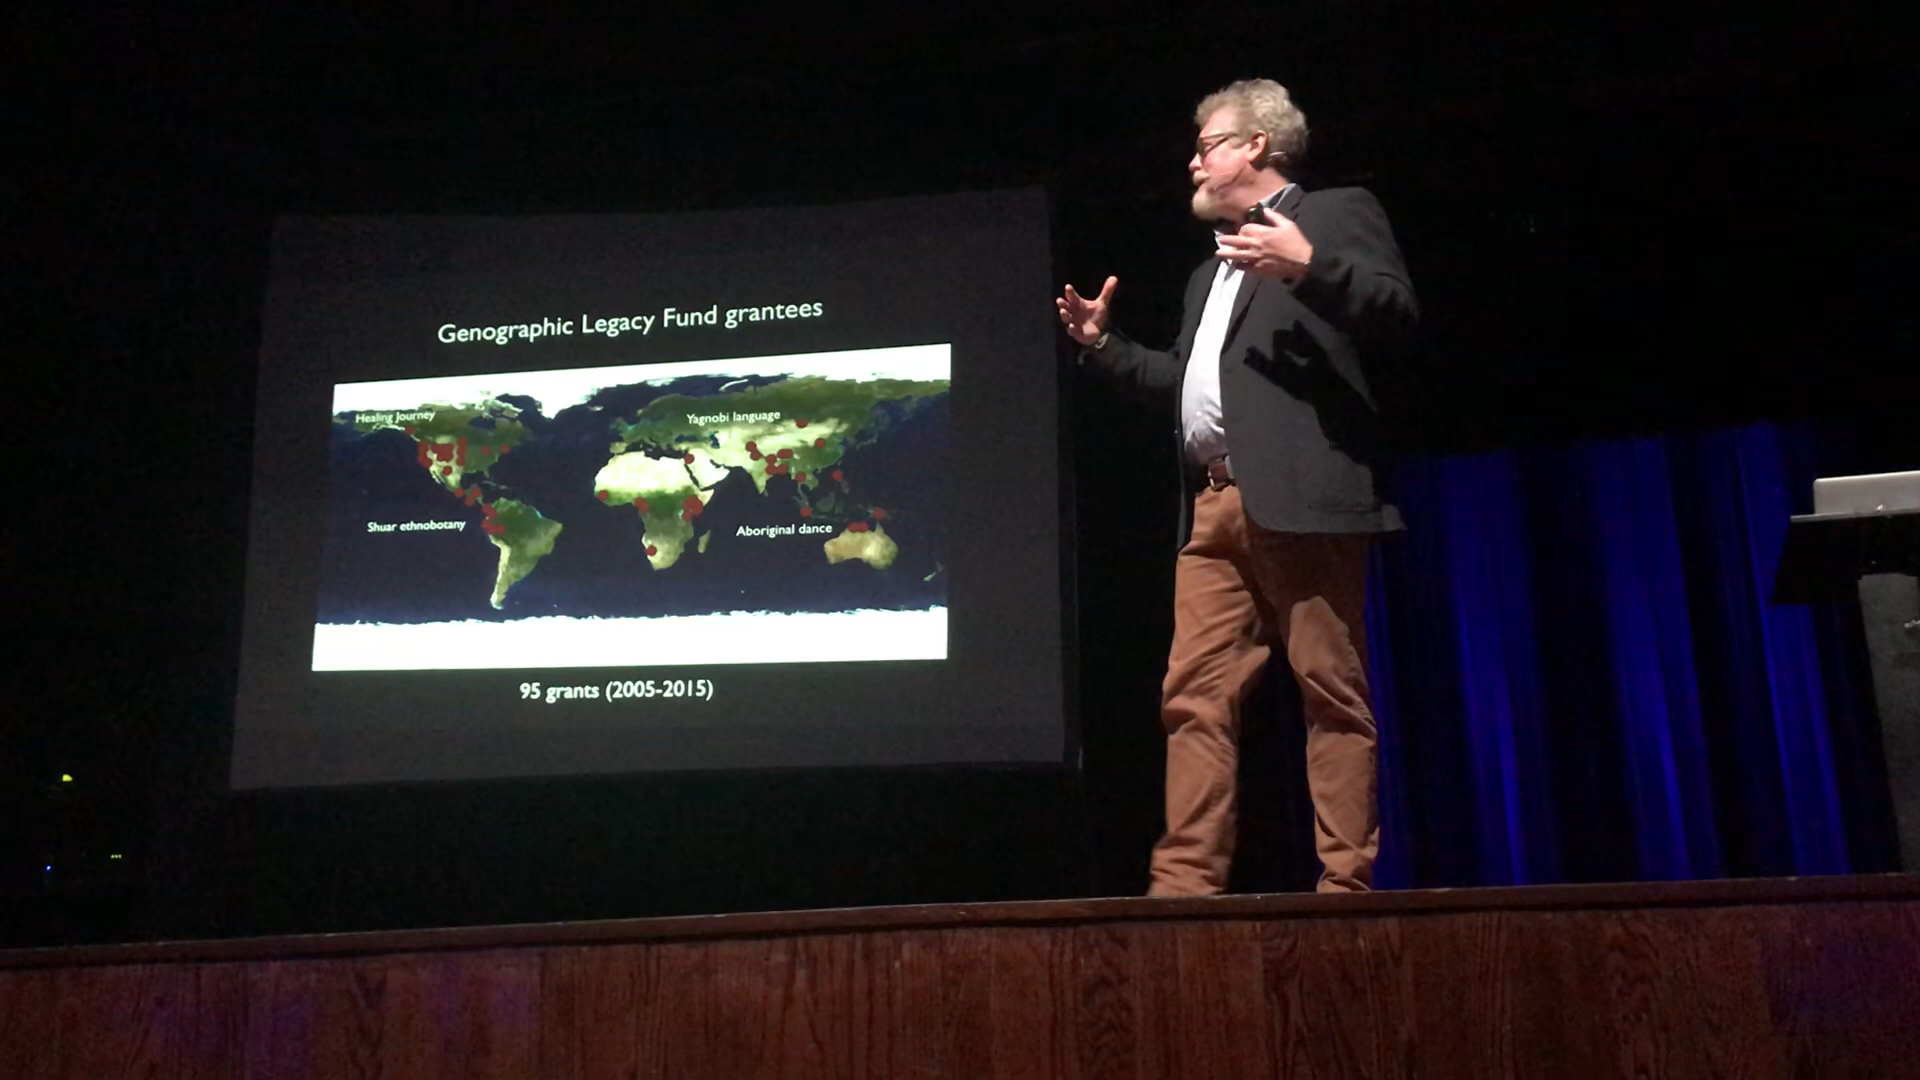 Genographic Legacy Fund grantees
Healing Journey
Yagnobi language
Shuar ethnobotany
Aboriginal dance
95 grants (2005-2015)